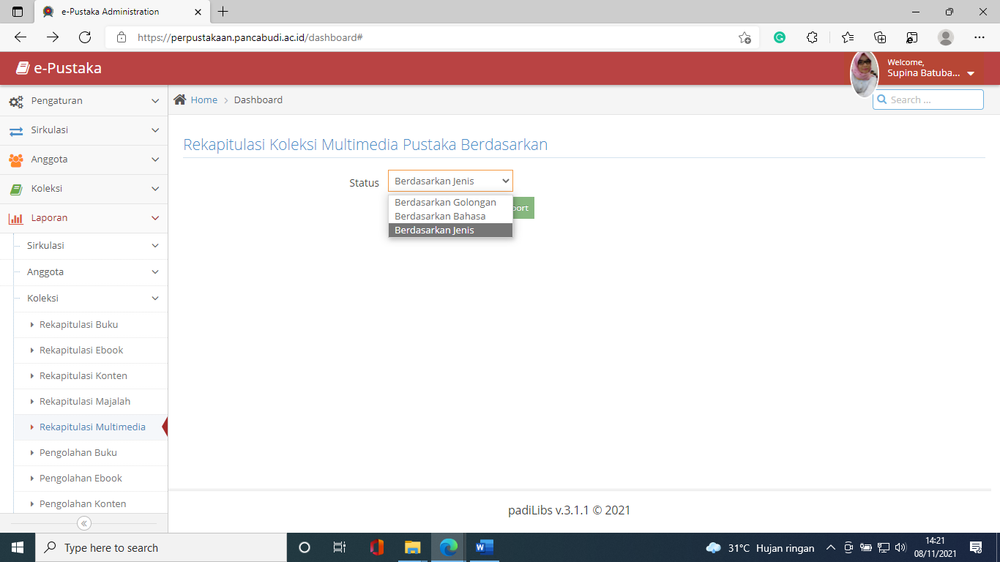 e-Pustaka Administration
https://perpustakaan.pancabudi.ac.id/dashboard#
e-Pustaka
Welcome,
Supina Batuba...
Pengaturan
Home
Dashboard
Search ...
Sirkulasi
Anggota
Koleksi
Laporan
Sirkulasi
Anggota
Koleksi
Rekapitulasi Buku
Rekapitulasi Ebook
Rekapitulasi Konten
Rekapitulasi Majalah
Rekapitulasi Multimedia
Pengolahan Buku
Pengolahan Ebook
Pengolahan Konten
Rekapitulasi Koleksi Multimedia Pustaka Berdasarkan
Status
Berdasarkan Jenis
Berdasarkan Golongan
Berdasarkan Bahasa
Berdasarkan Jenis
port
padiLibs v.3.1.1 © 2021
Type here to search
W
31°C Hujan ringan
14:21
08/11/2021